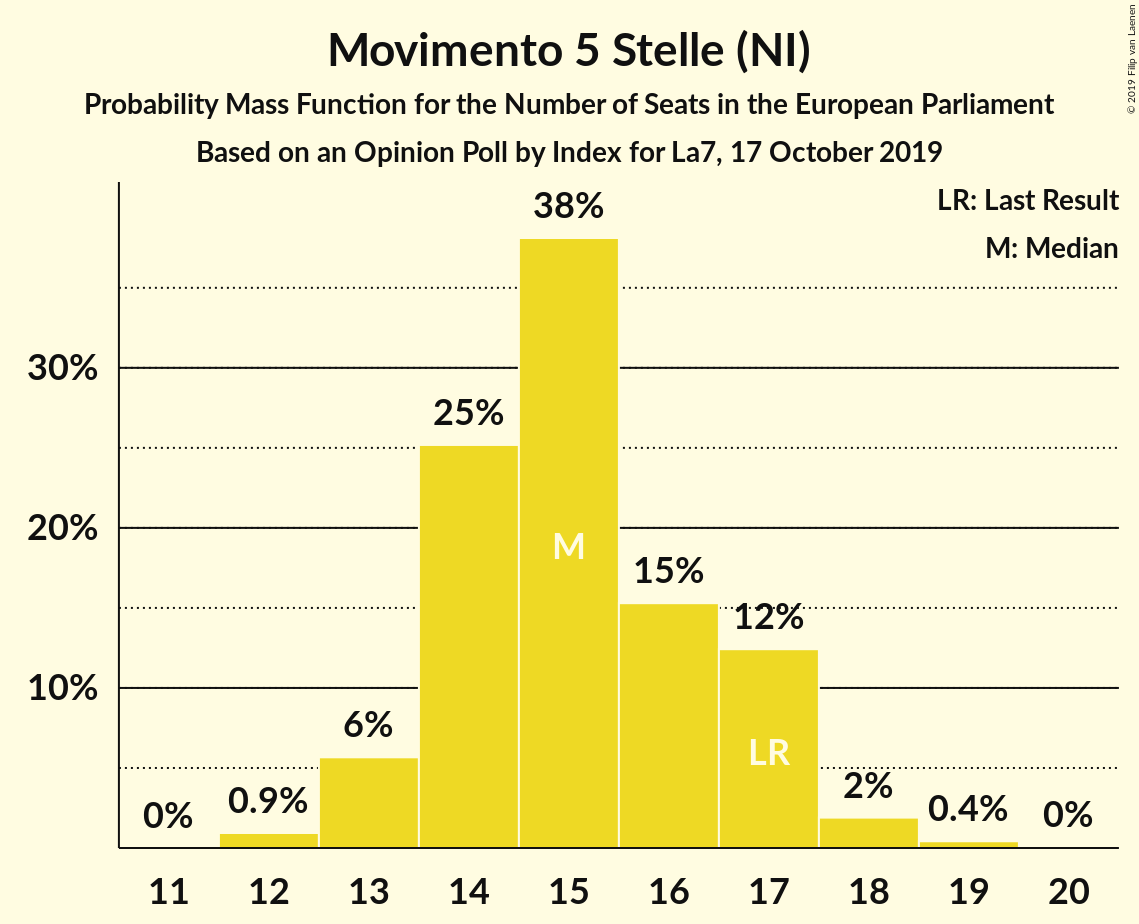 Movimento 5 Stelle (NI)
Probability Mass Function for the Number of Seats in the European Parliament
Based on an Opinion Poll by Index for La7, 17 October 2019
© 2019 Filip van Laenen
LR: Last Result
M: Median
38%
30%
25%
20%
M
15%
12%
10%
6%
LR
0%
0.9%
2%
0.4%
0%
11 12 13 14 15 16 17 18 19 20